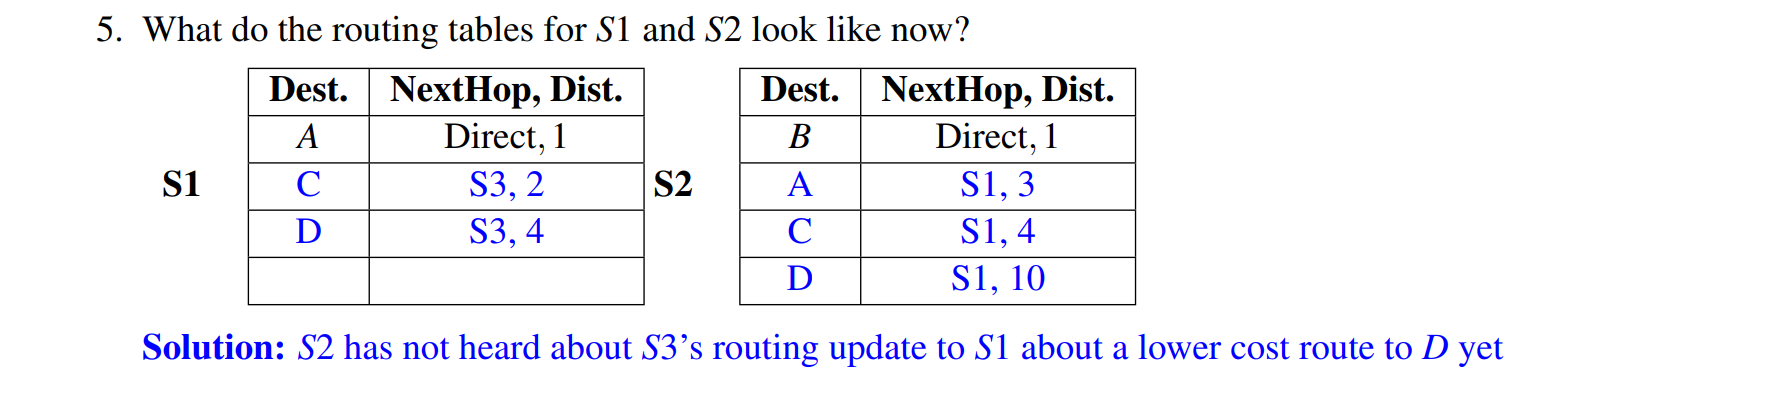 5. What do the routing tables for S1 and S2 look like now?
Dest. NextHop, Dist. Dest. NextHop, Dist.
A Direct, 1 B Direct, 1
S1 C S3, 2 S2 A S1, 3
D S3, 4 C S1, 4
D S1, 10
Solution: S2 has not heard about S3’s routing update to S1 about a lower cost route to D yet